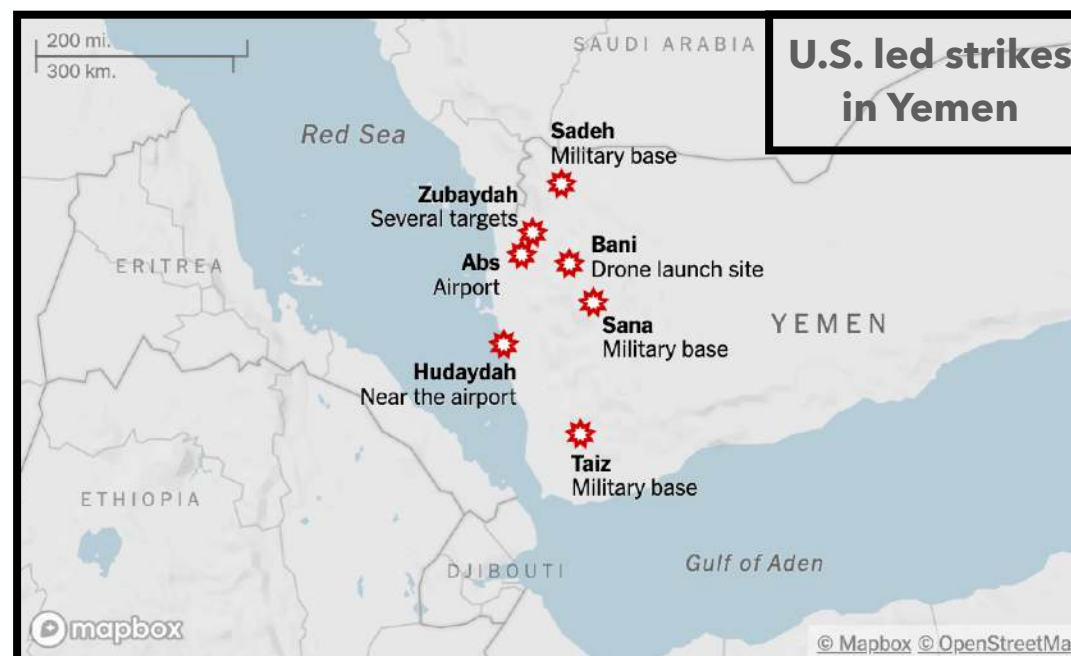 200 mi.
300 km.
SAUDI ARABIA
U.S. led strikes
in Yemen
Red Sea
Sadeh
Military base
Zubaydah
Several targets
Bani
Drone launch site
Abs
Airport
ERITREA
Sana
Military base
YEMEN
Hudaydah
Near the airport
Taiz
Military base
ETHIOPIA
Gulf of Aden
DJIBOUTI
mapbox
© Mapbox © OpenStreetMa